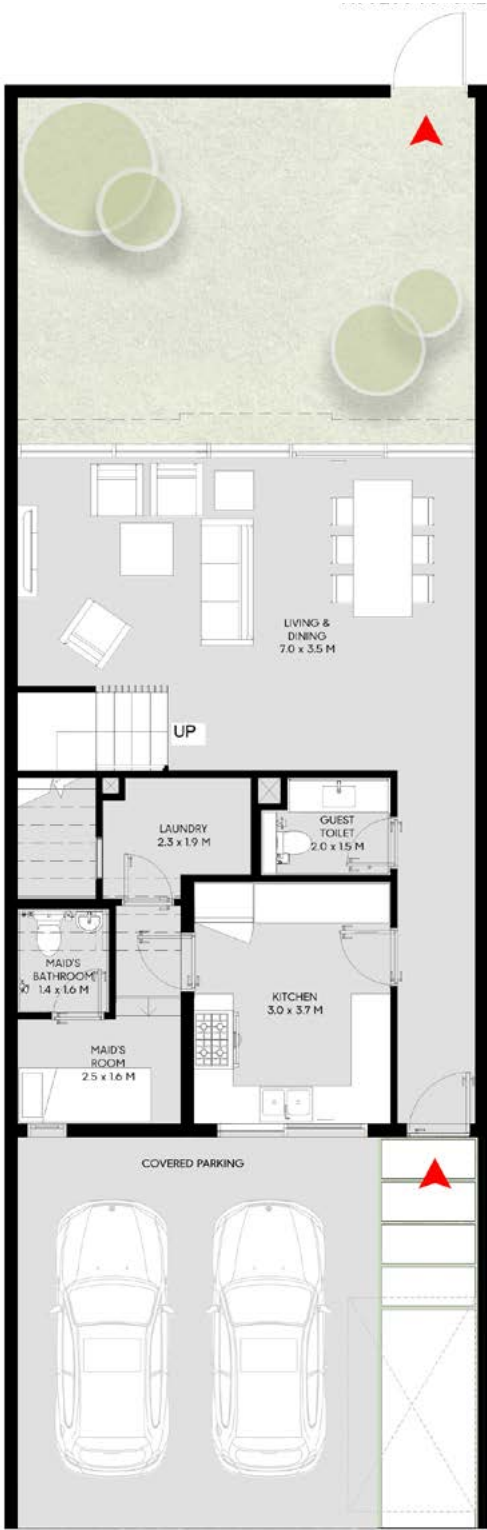 LIVING &
DINING
7.0 x 3.5 M
UP
LAUNDRY
2.3 x 1.9 M
GUEST
TOILET
2.0 x 1.5 M
MAID'S
BATHROOM
1.4 x 1.6 M
KITCHEN
3.0 x 3.7 M
MAID'S
ROOM
2.5 x 1.6 M
COVERED PARKING